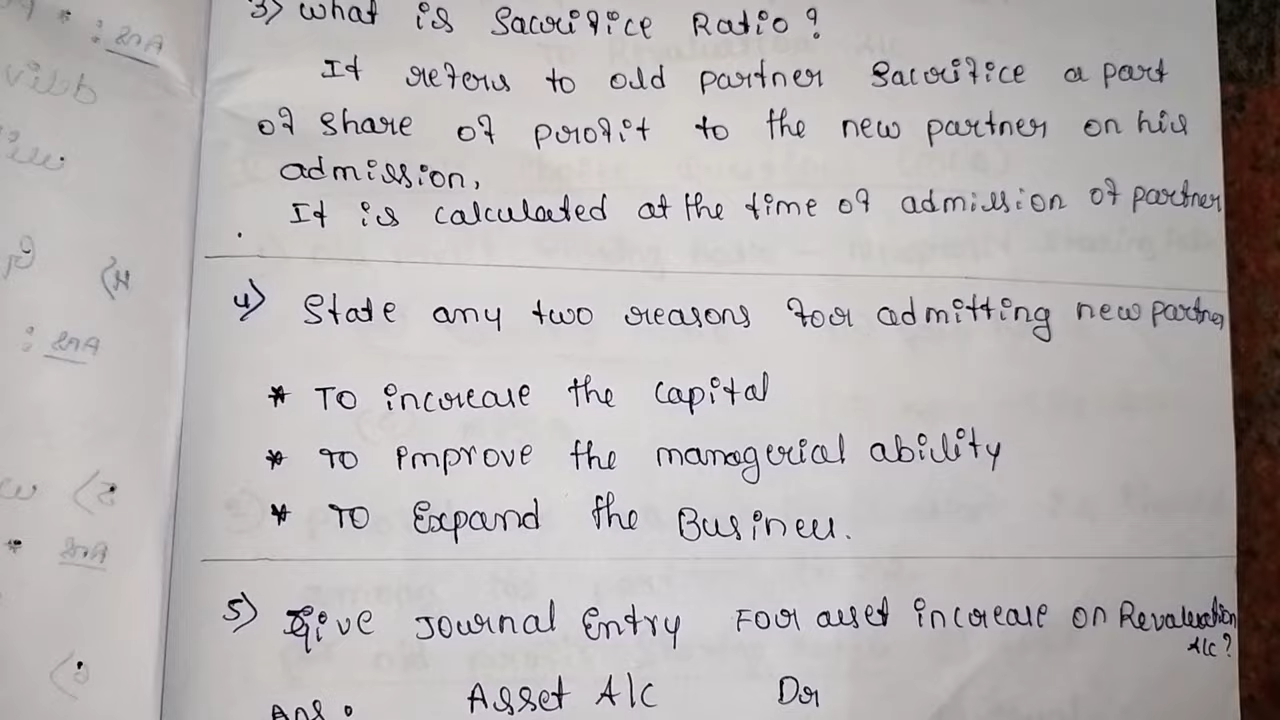 3) What is Sacrifice Ratio?
It refers to old partner Sacrifice a part
of share of profit to the new partner on his
admission,
It is calculated at the time of admission of partner
4) State any two reasons for admitting new partner
* To increase the capital
* To improve the managerial ability
* To Expand the Business.
5) Give Journal Entry For asset increase on Revaluation
A/c?
Ans: Asset A/c Dr